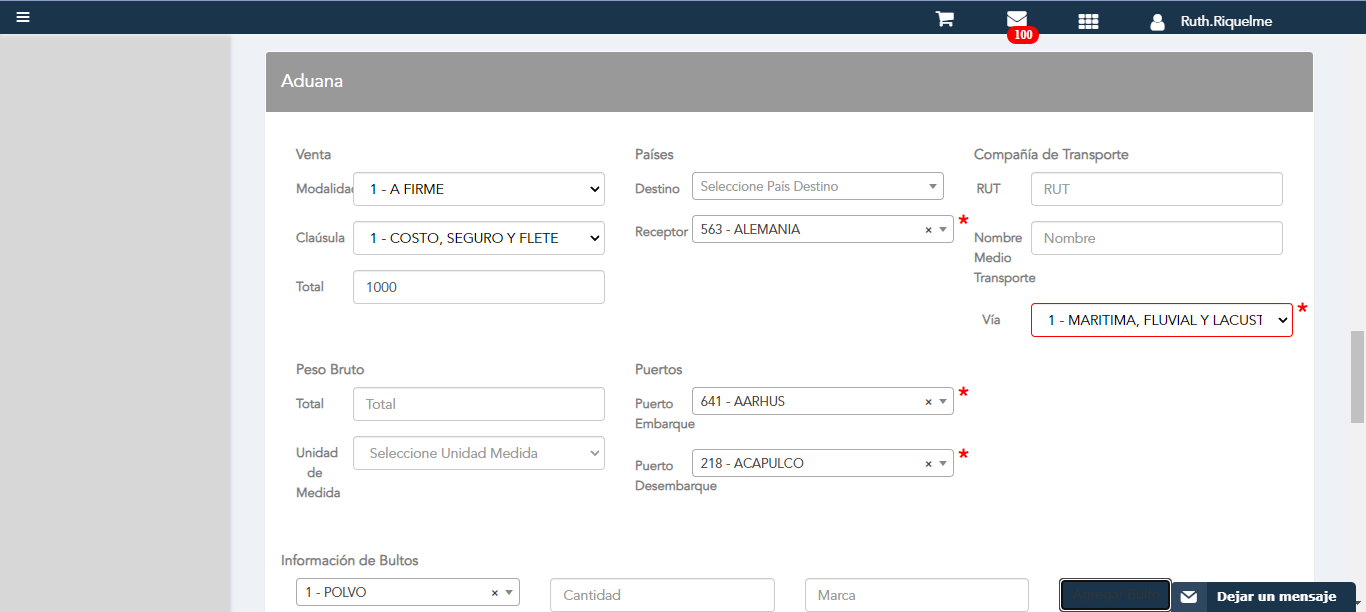 100
Ruth.Riquelme
Aduana
Venta
Modalidad
1 - A FIRME
Claúsula
1 - COSTO, SEGURO Y FLETE
Total
1000
Países
Destino
Seleccione País Destino
Receptor
563 - ALEMANIA
× *
Compañía de Transporte
RUT
RUT
Nombre
Medio
Transporte
Nombre
Vía
1 - MARITIMA, FLUVIAL Y LACUST
*
Peso Bruto
Total
Total
Unidad
de
Medida
Seleccione Unidad Medida
Puertos
Puerto
Embarque
641 - AARHUS
× *
Puerto
Desembarque
218 - ACAPULCO
× *
Información de Bultos
1 - POLVO
×
Cantidad
Marca
Dejar un mensaje